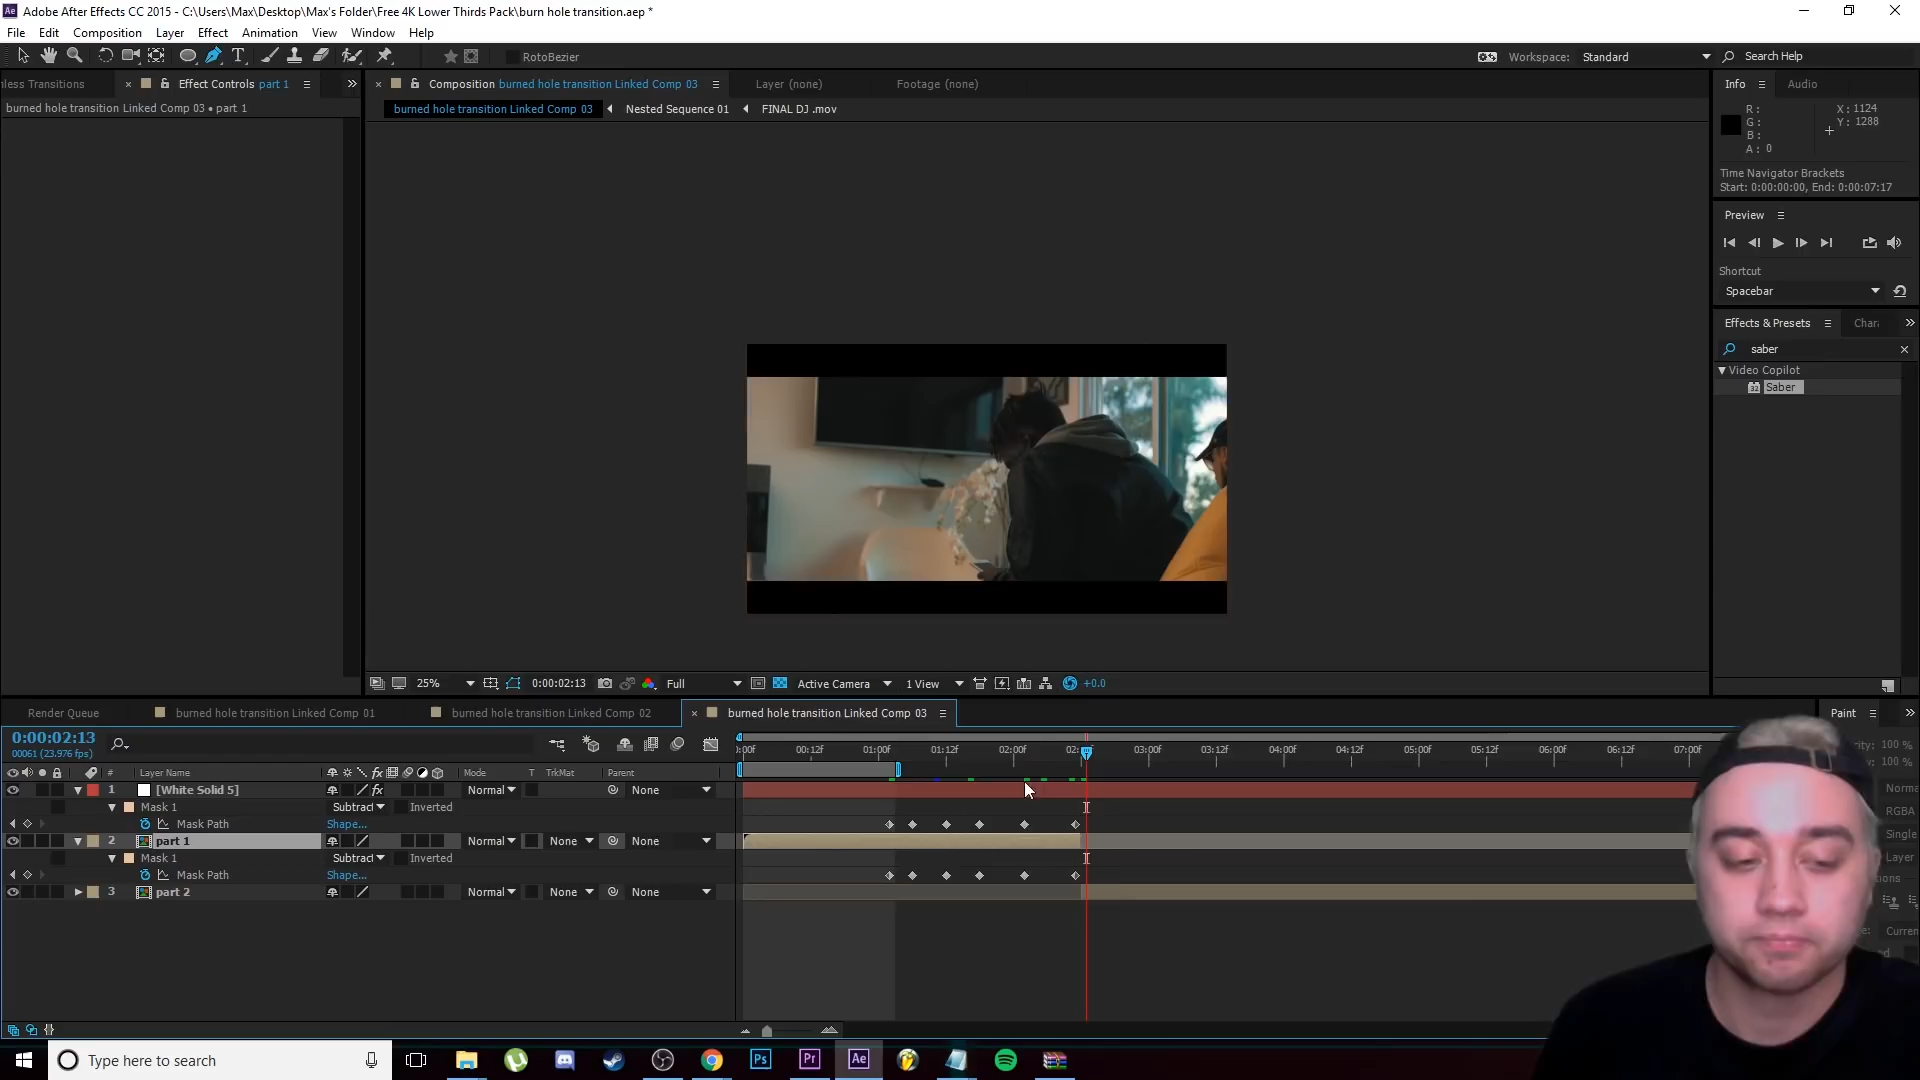 Adobe After Effects CC 2015 - C:\Users\Max\Desktop\Max's Folder\Free 4K Lower Thirds Pack\burn hole transition.aep *
File Edit Composition Layer Effect Animation View Window Help
RotoBezier
Workspace: Standard
Search Help
nless Transitions
Effect Controls part 1
Composition burned hole transition Linked Comp 03
Layer (none)
Footage (none)
Info
Audio
burned hole transition Linked Comp 03 • part 1
burned hole transition Linked Comp 03
Nested Sequence 01
FINAL DJ .mov
R :
G :
B :
A : 0
X : 1124
Y : 1288
Time Navigator Brackets
Start: 0:00:00:00, End: 0:00:07:17
Preview
Shortcut
Spacebar
Effects & Presets
Char
saber
Video Copilot
Saber
25%
0:00:02:13
Full
Active Camera
1 View
+0.0
Render Queue
burned hole transition Linked Comp 01
burned hole transition Linked Comp 02
burned hole transition Linked Comp 03
Paint
0:00:02:13
00061 (23.976 fps)
00:12f 01:00f 01:12f 02:00f 03:00f 03:12f 04:00f 04:12f 05:00f 05:12f 06:00f 06:12f 07:00f
100 %
100 %
# Layer Name Mode T TrkMat Parent
1 [White Solid 5] Normal None
Mask 1 Subtract Inverted
Mask Path Shape...
2 part 1 Normal None None
Mask 1 Subtract Inverted
Mask Path Shape...
3 part 2 Normal None None
Norma
RGBA
Single
Layer
Curren
Type here to search
Ps
Pr
Ae